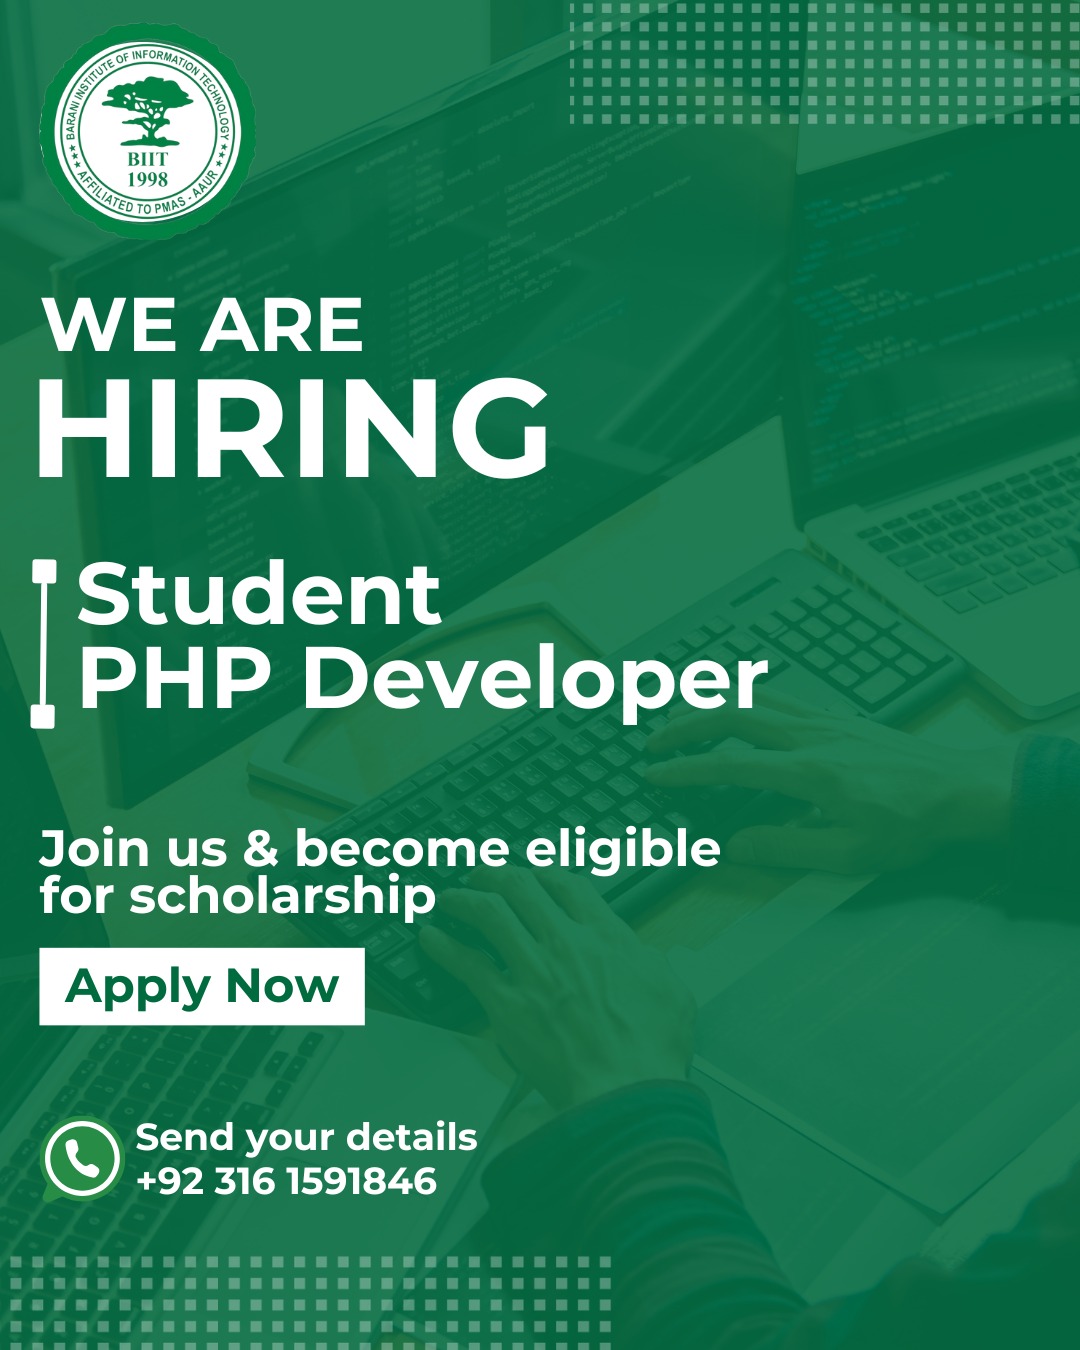 BARANI INSTITUTE OF INFORMATION TECHNOLOGY
BIIT
1998
AFFILIATED TO PMAS - AAUR
WE ARE
HIRING
Student
PHP Developer
Join us & become eligible
for scholarship
Apply Now
Send your details
+92 316 1591846